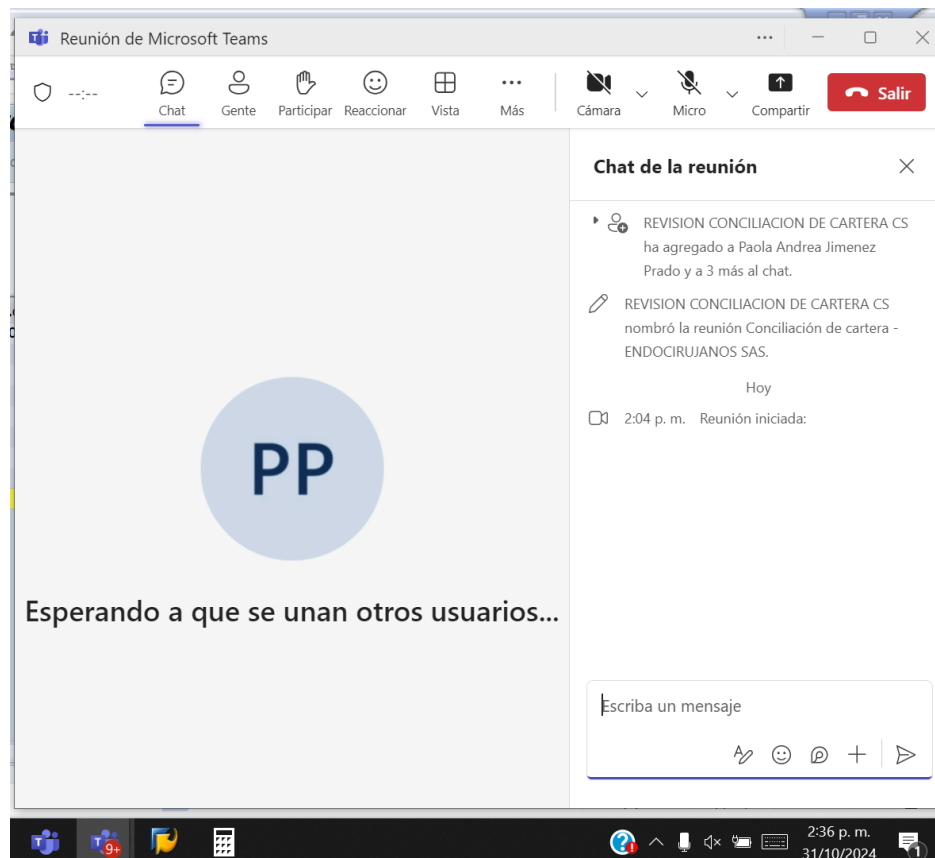 Reunión de Microsoft Teams
--:--
Chat
Gente
Participar
Reaccionar
Vista
Más
Cámara
Micro
Compartir
Salir
PP
Esperando a que se unan otros usuarios...
Chat de la reunión
REVISION CONCILIACION DE CARTERA CS
ha agregado a Paola Andrea Jimenez
Prado y a 3 más al chat.
REVISION CONCILIACION DE CARTERA CS
nombró la reunión Conciliación de cartera -
ENDOCIRUJANOS SAS.
Hoy
2:04 p. m. Reunión iniciada:
Escriba un mensaje
9+
2:36 p. m.
31/10/2024
1